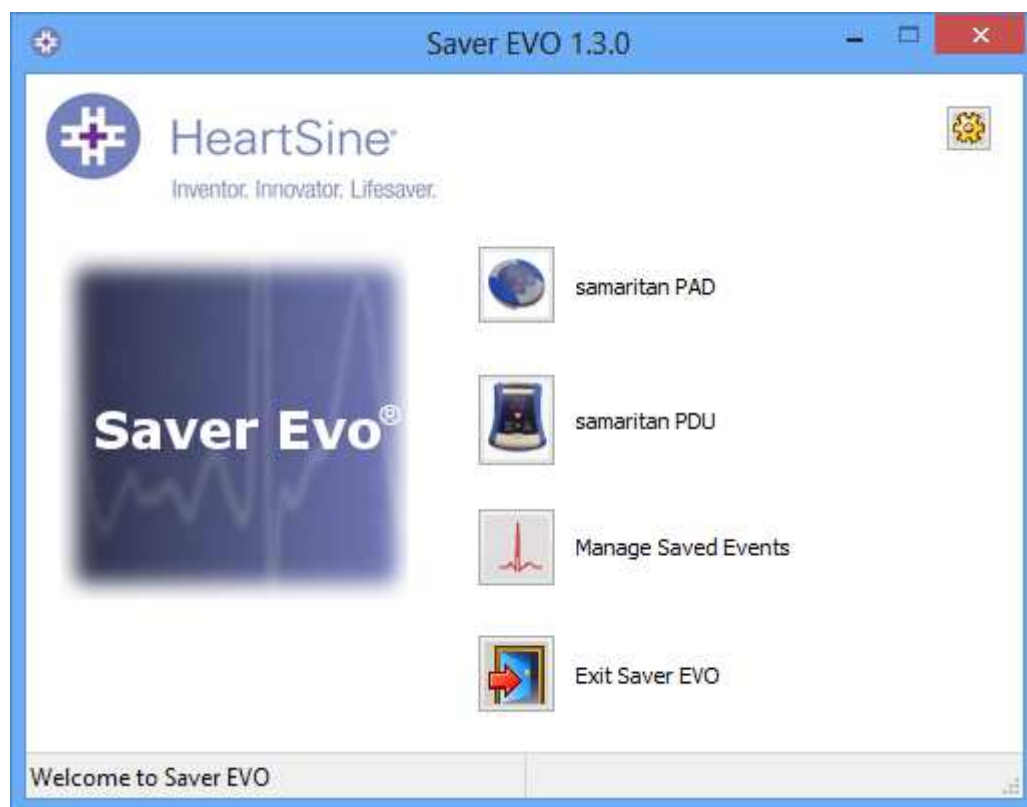 Saver EVO 1.3.0
HeartSine®
Inventor. Innovator. Lifesaver.
samaritan PAD
samaritan PDU
Saver Evo®
Manage Saved Events
Exit Saver EVO
Welcome to Saver EVO